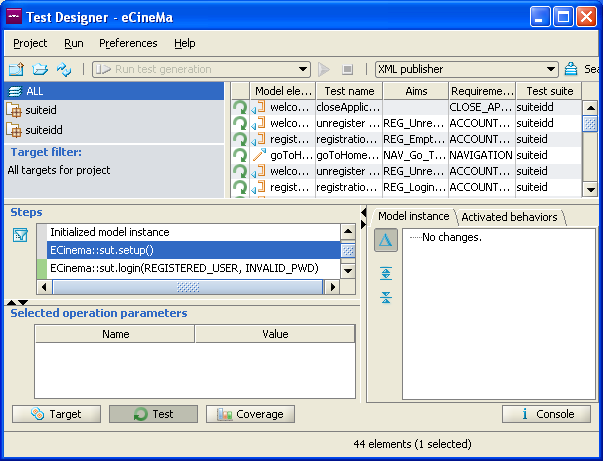 Test Designer - eCineMa
Project Run Preferences Help
Run test generation XML publisher Sea
ALL
suiteid
suiteidd
Target filter:
All targets for project
Model ele... Test name Aims Requireme... Test suite
welco... closeApplic... CLOSE_AP... suiteidd
welco... unregister ... REG_Unre... ACCOUNT... suiteidd
regist... registratio... REG_Empt... ACCOUNT... suiteid
goToH... goToHome... NAV_Go_T... NAVIGATION suiteid
welco... unregister ... REG_Unre... ACCOUNT... suiteidd
regist... registratio... REG_Login... ACCOUNT... suiteid
Steps
Initialized model instance
ECinema::sut.setup()
ECinema::sut.login(REGISTERED_USER, INVALID_PWD)
Model instance Activated behaviors
No changes.
Selected operation parameters
Name Value
Target Test Coverage Console
44 elements (1 selected)